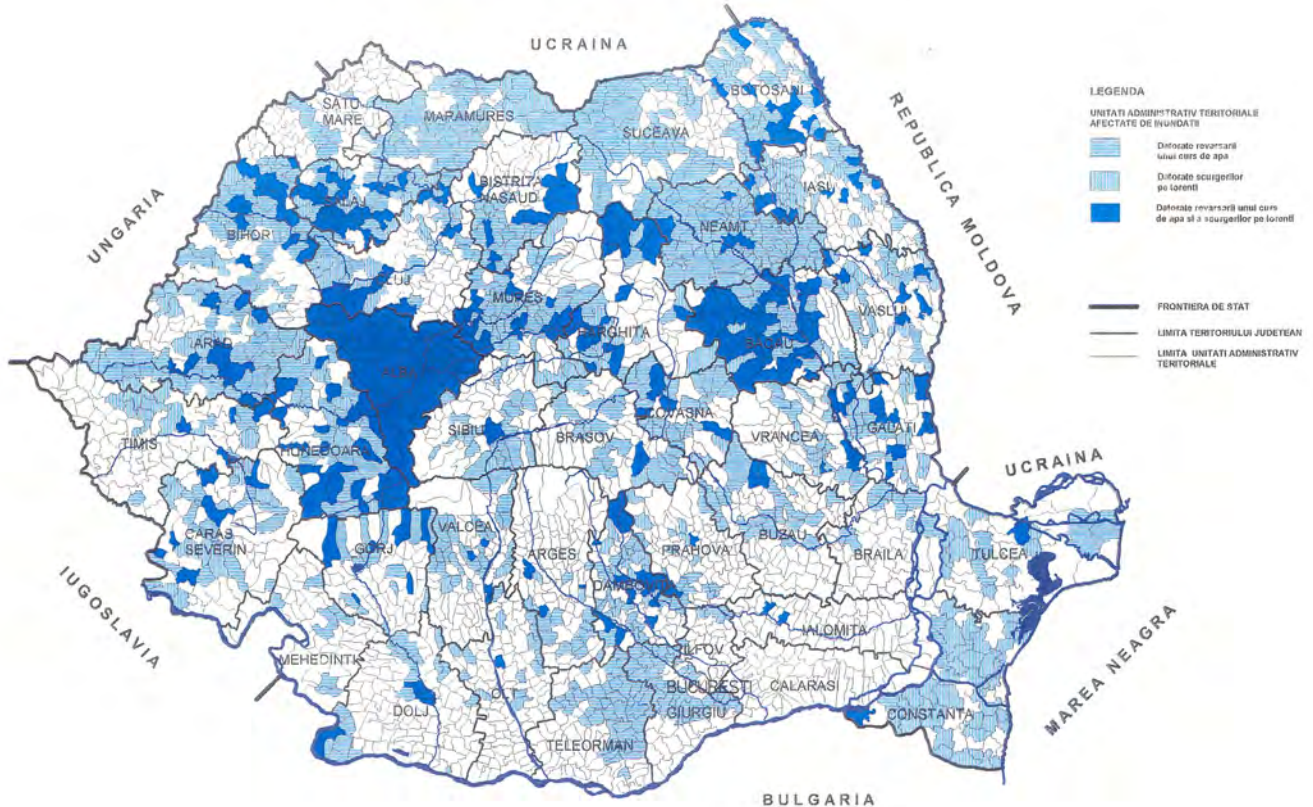 UCRAINA
REPUBLICA MOLDOVA
UNGARIA
IUGOSLAVIA
BULGARIA
MAREA NEAGRA
UCRAINA
SATU
MARE
MARAMURES
SUCEAVA
BOTOSANI
IASI
BISTRITA
NASAUD
SALAJ
BIHOR
CLUJ
NEAMT
MURES
HARGHITA
BACAU
VASLUI
ARAD
ALBA
TIMIS
HUNEDOARA
SIBIU
BRASOV
COVASNA
VRANCEA
GALATI
CARAS
SEVERIN
GORJ
VALCEA
ARGES
DAMBOVITA
PRAHOVA
BUZAU
BRAILA
TULCEA
MEHEDINTI
DOLJ
OLT
TELEORMAN
ILFOV
BUCURESTI
GIURGIU
IALOMITA
CALARASI
CONSTANTA
LEGENDA
UNITATI ADMINISTRATIV TERITORIALE
AFECTATE DE INUNDATII
Datorate revarsarii
unui curs de apa
Datorate scurgerilor
pe torenti
Datorate revarsarii unui curs
de apa si a scurgerilor pe torenti
FRONTIERA DE STAT
LIMITA TERITORIULUI JUDETEAN
LIMITA UNITATI ADMINISTRATIV
TERITORIALE